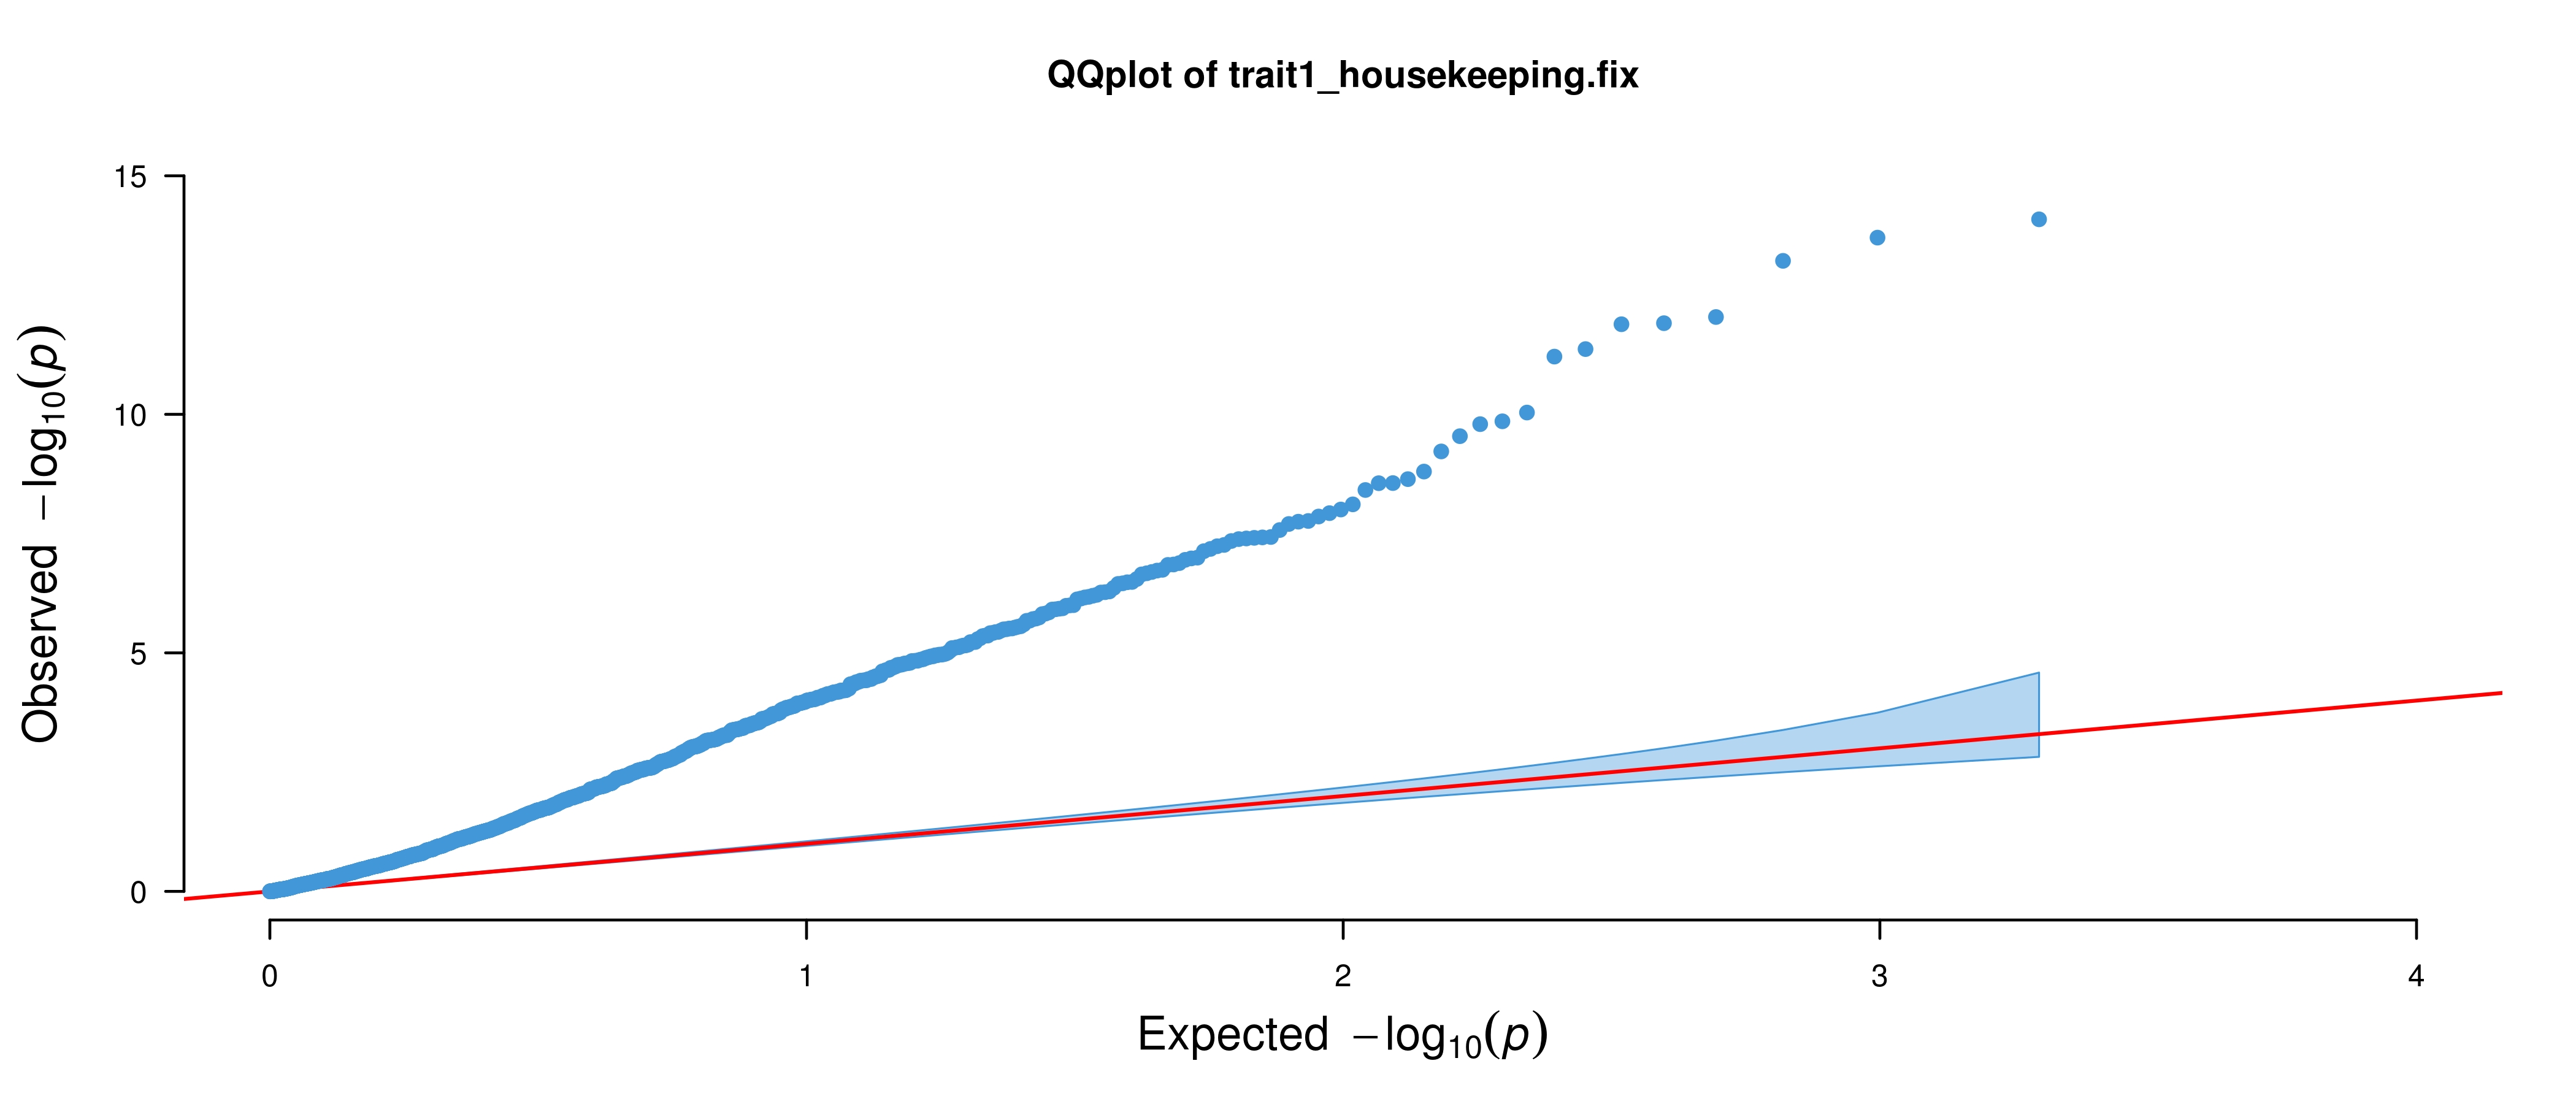 QQplot of trait1_housekeeping.fix
15
10
5
0
Observed −log10(p)
0 1 2 3 4
Expected −log10(p)